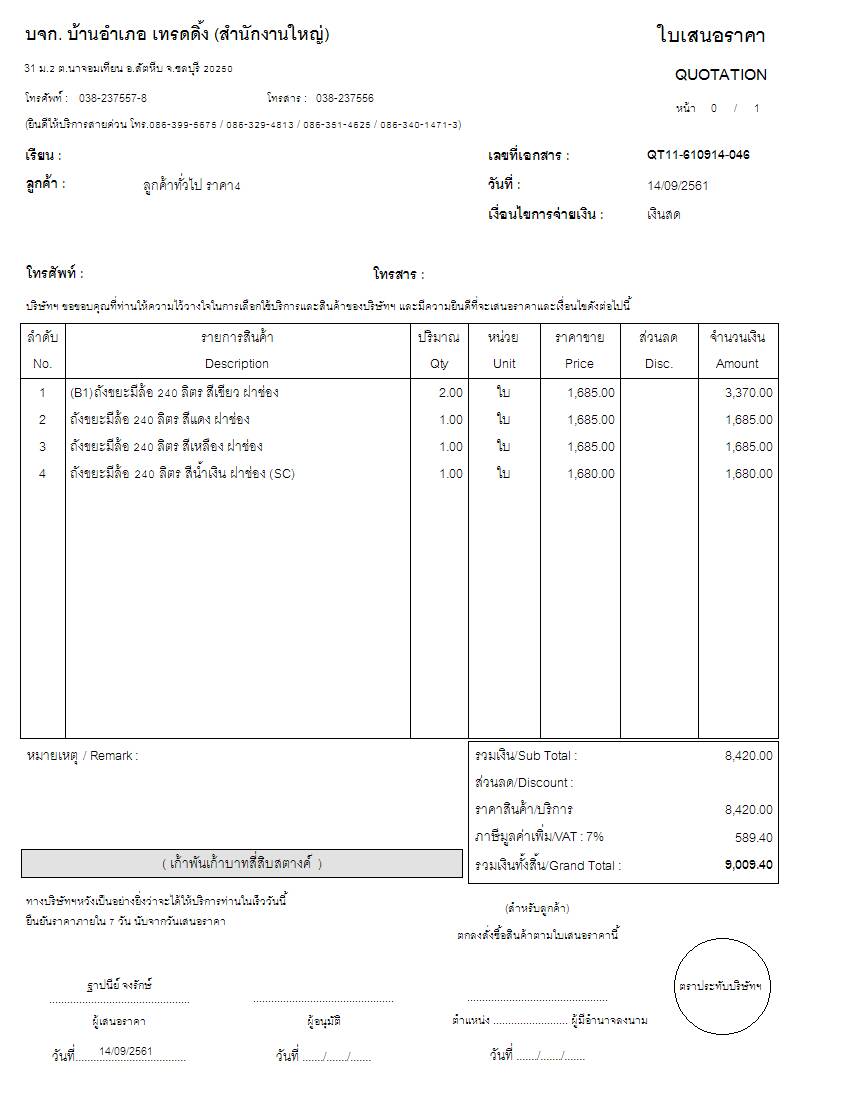 บจก. บ้านอำเภอ เทรดดิ้ง (สำนักงานใหญ่)
ใบเสนอราคา
31 ม.2 ต.นาจอมเทียน อ.สัตหีบ จ.ชลบุรี 20250
QUOTATION
โทรศัพท์ : 038-237557-8 โทรสาร : 038-237556
หน้า 0 / 1
(ยินดีให้บริการสายด่วน โทร.086-399-5675 / 086-329-4813 / 086-351-4625 / 086-340-1471-3)
เรียน : เลขที่เอกสาร : QT11-610914-046
ลูกค้า : ลูกค้าทั่วไป ราคา4 วันที่ : 14/09/2561
เงื่อนไขการจ่ายเงิน : เงินสด
โทรศัพท์ : โทรสาร :
บริษัทฯ ขอขอบคุณที่ท่านให้ความไว้วางใจในการเลือกใช้บริการและสินค้าของบริษัทฯ และมีความยินดีที่จะเสนอราคาและเงื่อนไขดังต่อไปนี้
ลำดับ รายการสินค้า ปริมาณ หน่วย ราคาขาย ส่วนลด จำนวนเงิน
No. Description Qty Unit Price Disc. Amount
1 (B1)ถังขยะมีล้อ 240 ลิตร สีเขียว ฝาช่อง 2.00 ใบ 1,685.00 3,370.00
2 ถังขยะมีล้อ 240 ลิตร สีแดง ฝาช่อง 1.00 ใบ 1,685.00 1,685.00
3 ถังขยะมีล้อ 240 ลิตร สีเหลือง ฝาช่อง 1.00 ใบ 1,685.00 1,685.00
4 ถังขยะมีล้อ 240 ลิตร สีน้ำเงิน ฝาช่อง (SC) 1.00 ใบ 1,680.00 1,680.00
หมายเหตุ / Remark : รวมเงิน/Sub Total : 8,420.00
ส่วนลด/Discount :
ราคาสินค้า/บริการ 8,420.00
ภาษีมูลค่าเพิ่ม/VAT : 7% 589.40
( เก้าพันเก้าบาทสี่สิบสตางค์ ) รวมเงินทั้งสิ้น/Grand Total : 9,009.40
ทางบริษัทฯหวังเป็นอย่างยิ่งว่าจะได้ให้บริการท่านในเร็ววันนี้
(สำหรับลูกค้า)
ยืนยันราคาภายใน 7 วัน นับจากวันเสนอราคา
ตกลงสั่งซื้อสินค้าตามใบเสนอราคานี้
ฐาปนีย์ จงรักษ์
ตราประทับบริษัทฯ
ผู้เสนอราคา ผู้อนุมัติ ตำแหน่ง ......................... ผู้มีอำนาจลงนาม
วันที่ 14/09/2561 วันที่ ......./......./....... วันที่ ......./......./.......